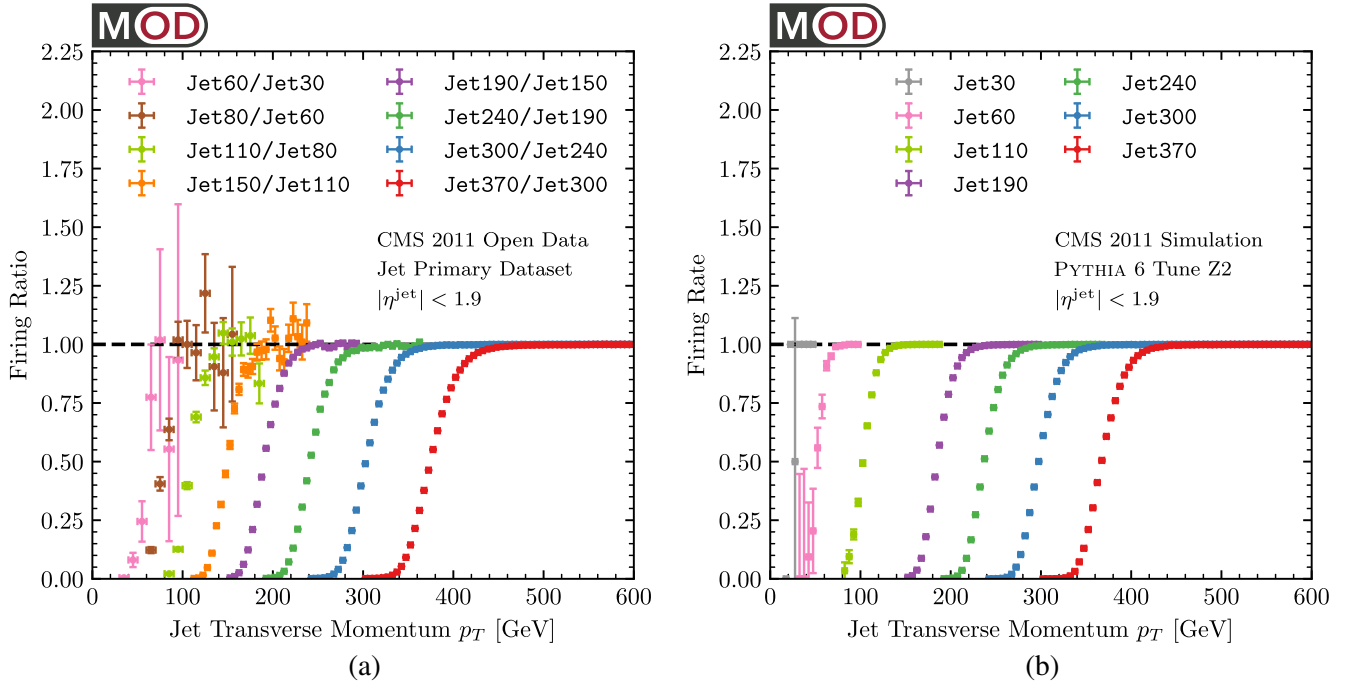 MOD
2.25
2.00
1.75
1.50
1.25
1.00
0.75
0.50
0.25
0.00
Firing Ratio
Jet60/Jet30
Jet80/Jet60
Jet110/Jet80
Jet150/Jet110
Jet190/Jet150
Jet240/Jet190
Jet300/Jet240
Jet370/Jet300
CMS 2011 Open Data
Jet Primary Dataset
|η^jet| < 1.9
0 100 200 300 400 500 600
Jet Transverse Momentum p_T [GeV]
(a)
MOD
2.25
2.00
1.75
1.50
1.25
1.00
0.75
0.50
0.25
0.00
Firing Rate
Jet30
Jet60
Jet110
Jet190
Jet240
Jet300
Jet370
CMS 2011 Simulation
PYTHIA 6 Tune Z2
|η^jet| < 1.9
0 100 200 300 400 500 600
Jet Transverse Momentum p_T [GeV]
(b)